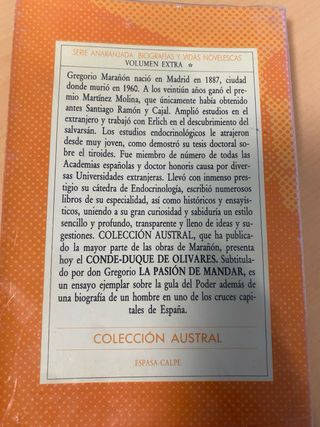 SERIE ANARANJADA: BIOGRAFÍAS Y VIDAS NOVELESCAS
VOLUMEN EXTRA *
Gregorio Marañón nació en Madrid en 1887, ciudad
donde murió en 1960. A los veintiún años ganó el pre-
mio Martínez Molina, que únicamente había obtenido
antes Santiago Ramón y Cajal. Amplió estudios en el
extranjero y trabajó con Erlich en el descubrimiento del
salvarsán. Los estudios endocrinológicos le atrajeron
desde muy joven, como demostró su tesis doctoral so-
bre el tiroides. Fue miembro de número de todas las
Academias españolas y doctor honoris causa por diver-
sas Universidades extranjeras. Llevó con inmenso pres-
tigio su cátedra de Endocrinología, escribió numerosos
libros de su especialidad, así como históricos y ensayís-
ticos, uniendo a su gran curiosidad y sabiduría un estilo
sencillo y profundo, transparente y lleno de ideas y su-
gestiones. COLECCIÓN AUSTRAL, que ha publica-
do la mayor parte de las obras de Marañón, presenta
hoy el CONDE-DUQUE DE OLIVARES. Subtitula-
do por don Gregorio LA PASIÓN DE MANDAR, es
un ensayo ejemplar sobre la gula del Poder además de
una biografía de un hombre en uno de los cruces capi-
tales de España.
COLECCIÓN AUSTRAL
ESPASA-CALPE